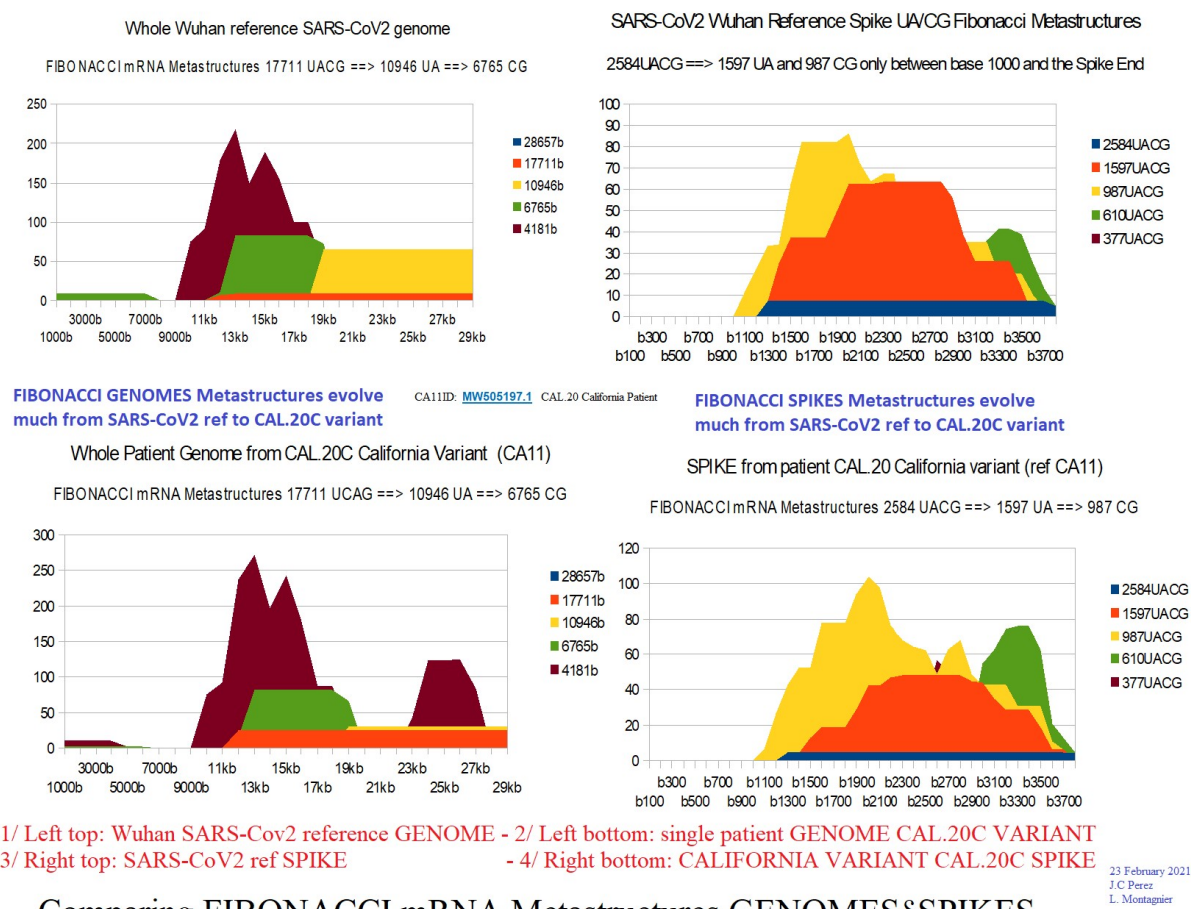 Whole Wuhan reference SARS-CoV2 genome
FIBONACCI mRNA Metastructures 17711 UACG ==> 10946 UA ==> 6765 CG
250
200
150
100
50
0
3000b 7000b 11kb 15kb 19kb 23kb 27kb
1000b 5000b 9000b 13kb 17kb 21kb 25kb 29kb
28657b
17711b
10946b
6765b
4181b
SARS-CoV2 Wuhan Reference Spike UA/CG Fibonacci Metastructures
2584UACG ==> 1597 UA and 987 CG only between base 1000 and the Spike End
100
90
80
70
60
50
40
30
20
10
0
b300 b700 b1100 b1500 b1900 b2300 b2700 b3100 b3500
b100 b500 b900 b1300 b1700 b2100 b2500 b2900 b3300 b3700
2584UACG
1597UACG
987UACG
610UACG
377UACG
FIBONACCI GENOMES Metastructures evolve
much from SARS-CoV2 ref to CAL.20C variant
CA11ID: MW505197.1 CAL.20 California Patient
FIBONACCI SPIKES Metastructures evolve
much from SARS-CoV2 ref to CAL.20C variant
Whole Patient Genome from CAL.20C California Variant (CA11)
FIBONACCI mRNA Metastructures 17711 UCAG ==> 10946 UA ==> 6765 CG
300
250
200
150
100
50
0
3000b 7000b 11kb 15kb 19kb 23kb 27kb
1000b 5000b 9000b 13kb 17kb 21kb 25kb 29kb
28657b
17711b
10946b
6765b
4181b
SPIKE from patient CAL.20 California variant (ref CA11)
FIBONACCI mRNA Metastructures 2584 UACG ==> 1597 UA ==> 987 CG
120
100
80
60
40
20
0
b300 b700 b1100 b1500 b1900 b2300 b2700 b3100 b3500
b100 b500 b900 b1300 b1700 b2100 b2500 b2900 b3300 b3700
2584UACG
1597UACG
987UACG
610UACG
377UACG
1/ Left top: Wuhan SARS-Cov2 reference GENOME - 2/ Left bottom: single patient GENOME CAL.20C VARIANT
3/ Right top: SARS-CoV2 ref SPIKE - 4/ Right bottom: CALIFORNIA VARIANT CAL.20C SPIKE
23 February 2021
J.C Perez
L. Montagnier
Comparing FIBONACCI mRNA Metastructures GENOMES&SPIKES